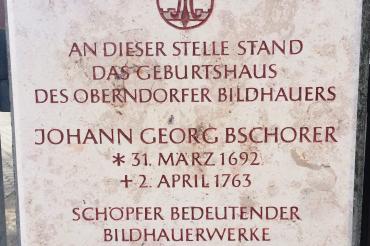 AN DIESER STELLE STAND
DAS GEBURTSHAUS
DES OBERNDORFER BILDHAUERS
JOHANN GEORG BSCHORER
* 31. MÄRZ 1692
+ 2. APRIL 1763
SCHÖPFER BEDEUTENDER
BILDHAUERWERKE